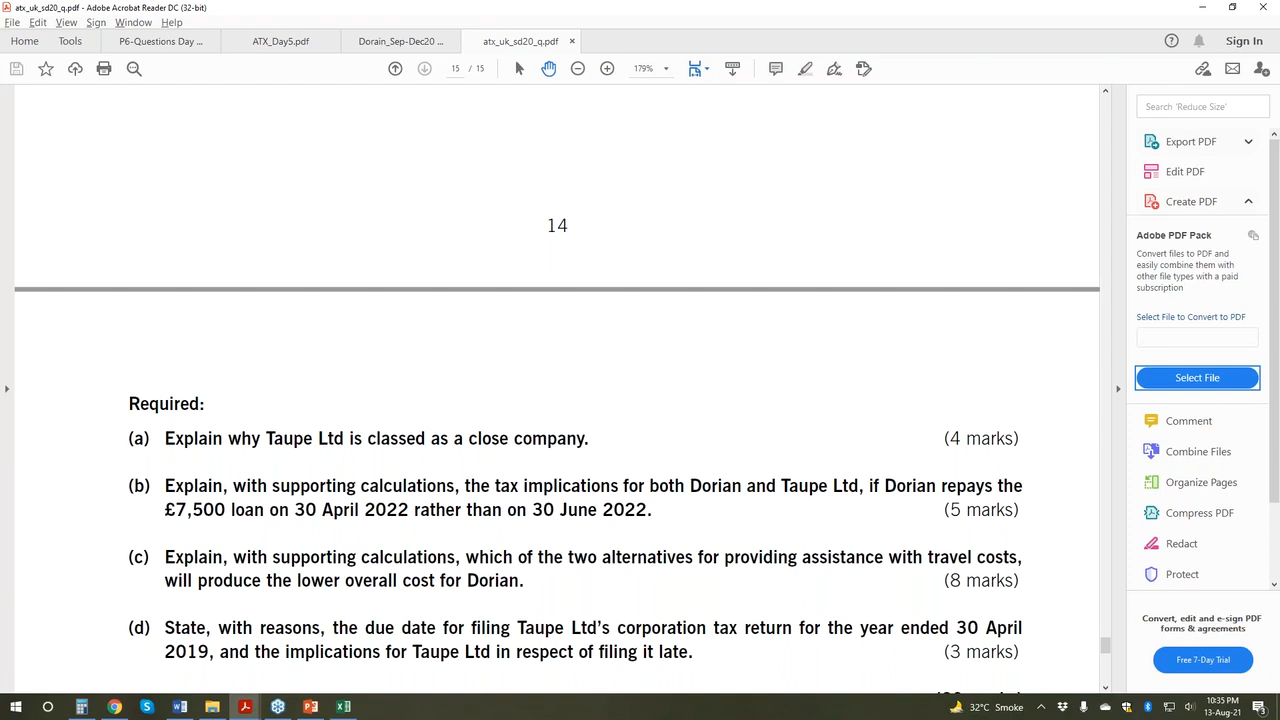 atx_uk_sd20_q.pdf - Adobe Acrobat Reader DC (32-bit)
File Edit View Sign Window Help
Home Tools P6-Questions Day ... ATX_Day5.pdf Dorain_Sep-Dec20 ... atx_uk_sd20_q.pdf × Sign In
15 / 15 179%
Search 'Reduce Size'
Export PDF
Edit PDF
Create PDF
Adobe PDF Pack
Convert files to PDF and
easily combine them with
other file types with a paid
subscription
Select File to Convert to PDF
Select File
Comment
Combine Files
Organize Pages
Compress PDF
Redact
Protect
Convert, edit and e-sign PDF
forms & agreements
Free 7-Day Trial
14
Required:
(a) Explain why Taupe Ltd is classed as a close company. (4 marks)
(b) Explain, with supporting calculations, the tax implications for both Dorian and Taupe Ltd, if Dorian repays the
£7,500 loan on 30 April 2022 rather than on 30 June 2022. (5 marks)
(c) Explain, with supporting calculations, which of the two alternatives for providing assistance with travel costs,
will produce the lower overall cost for Dorian. (8 marks)
(d) State, with reasons, the due date for filing Taupe Ltd's corporation tax return for the year ended 30 April
2019, and the implications for Taupe Ltd in respect of filing it late. (3 marks)
32°C Smoke
10:35 PM
13-Aug-21